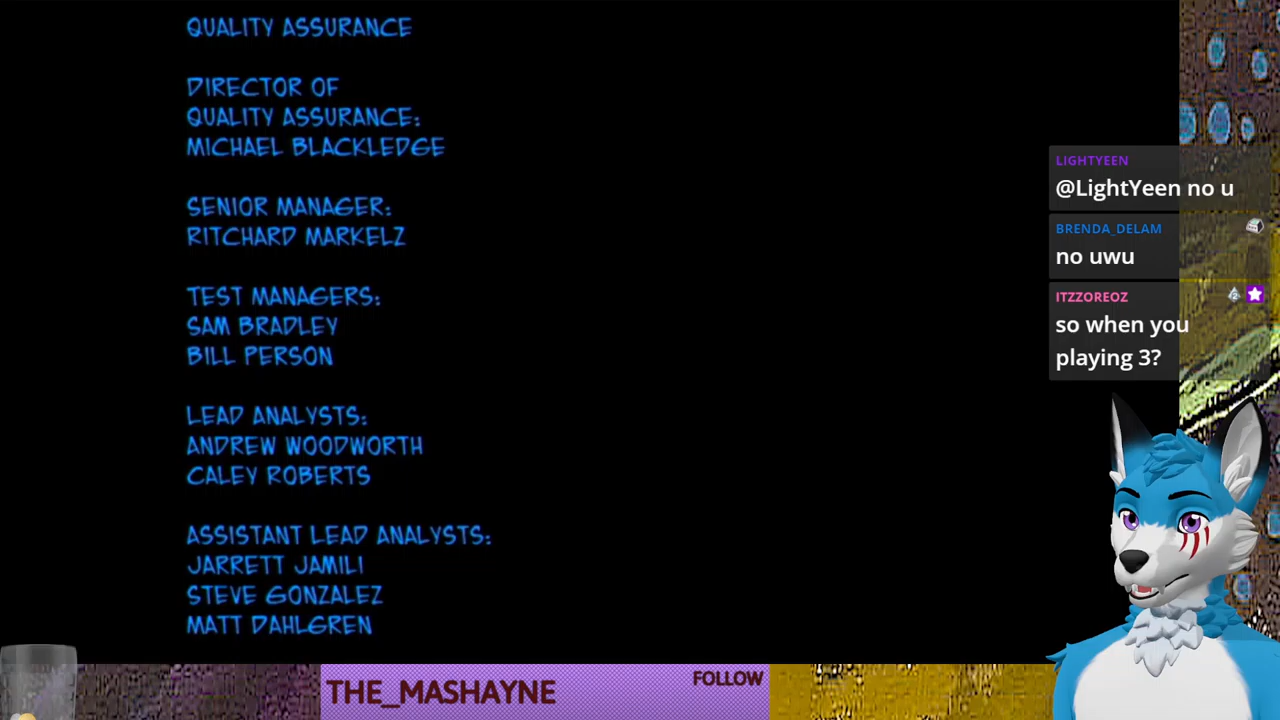 QUALITY ASSURANCE
DIRECTOR OF
QUALITY ASSURANCE:
MICHAEL BLACKLEDGE
SENIOR MANAGER:
RITCHARD MARKELZ
TEST MANAGERS:
SAM BRADLEY
BILL PERSON
LEAD ANALYSTS:
ANDREW WOODWORTH
CALEY ROBERTS
ASSISTANT LEAD ANALYSTS:
JARRETT JAMILI
STEVE GONZALEZ
MATT DAHLGREN
LIGHTYEEN
@LightYeen no u
BRENDA_DELAM
no uwu
ITZZOREOZ
2
so when you
playing 3?
THE_MASHAYNE
FOLLOW